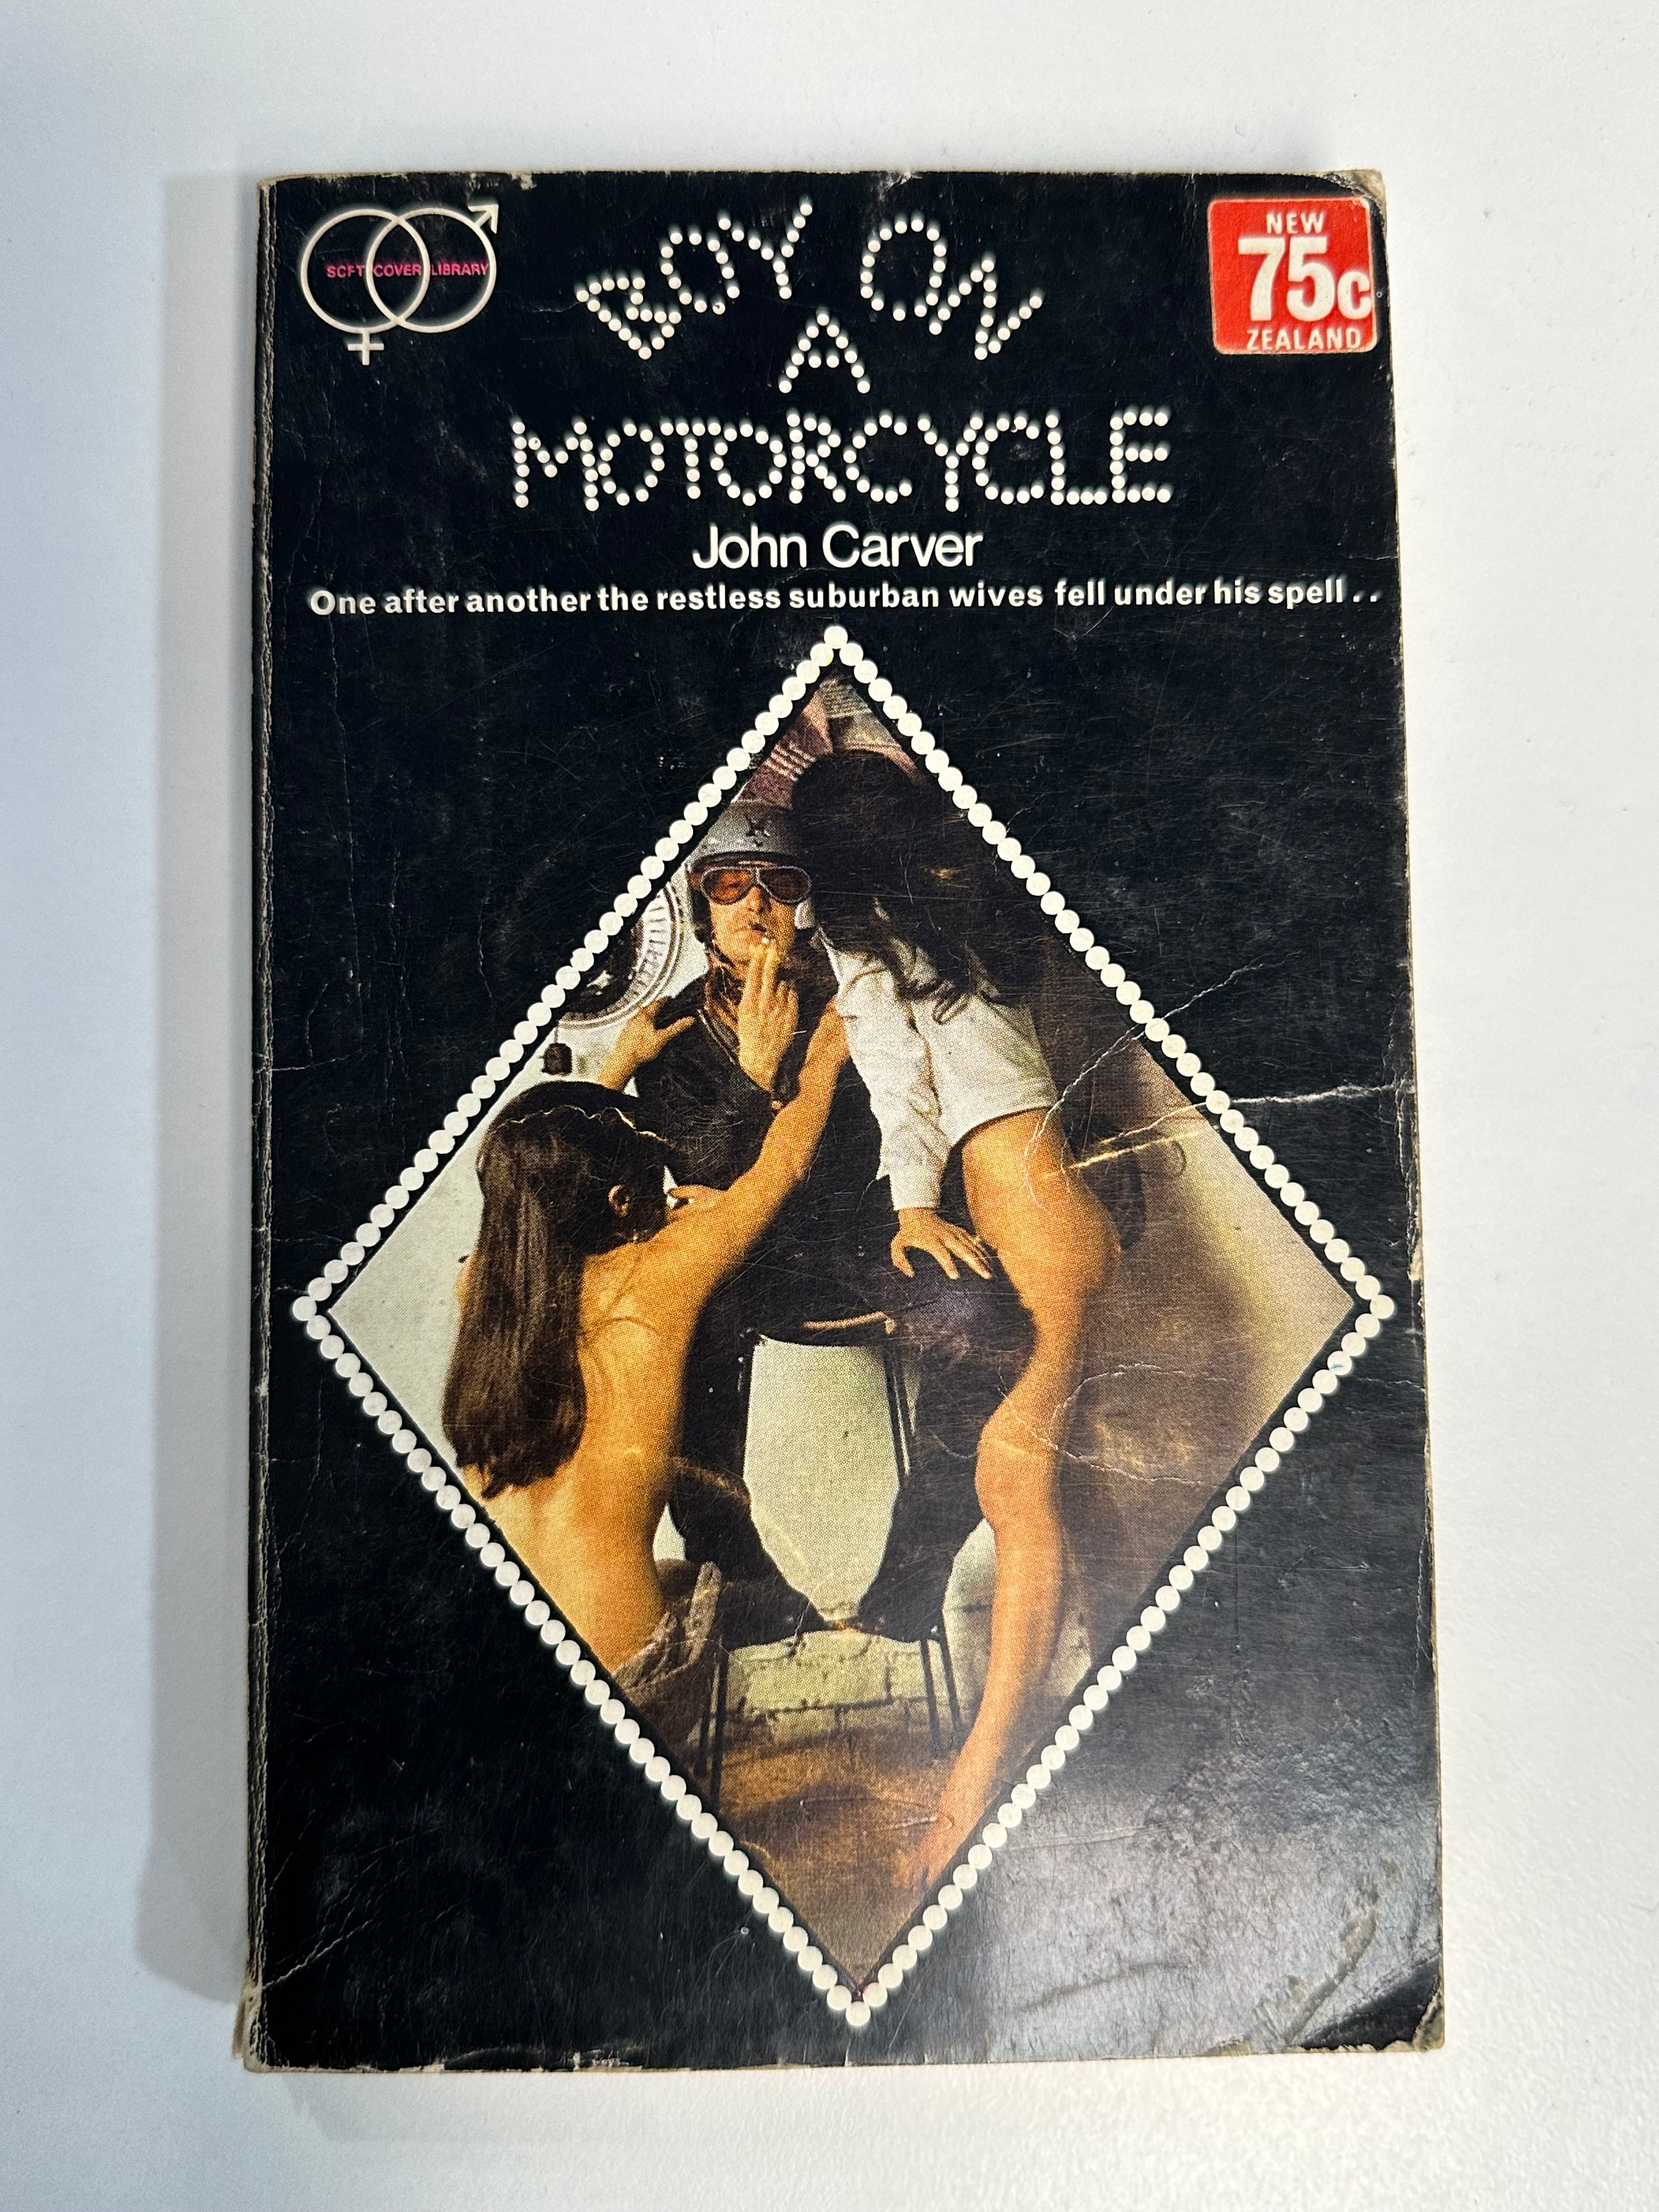 SOFT COVER LIBRARY
BOY ON
A
MOTORCYCLE
NEW
75c
ZEALAND
John Carver
One after another the restless suburban wives fell under his spell . .